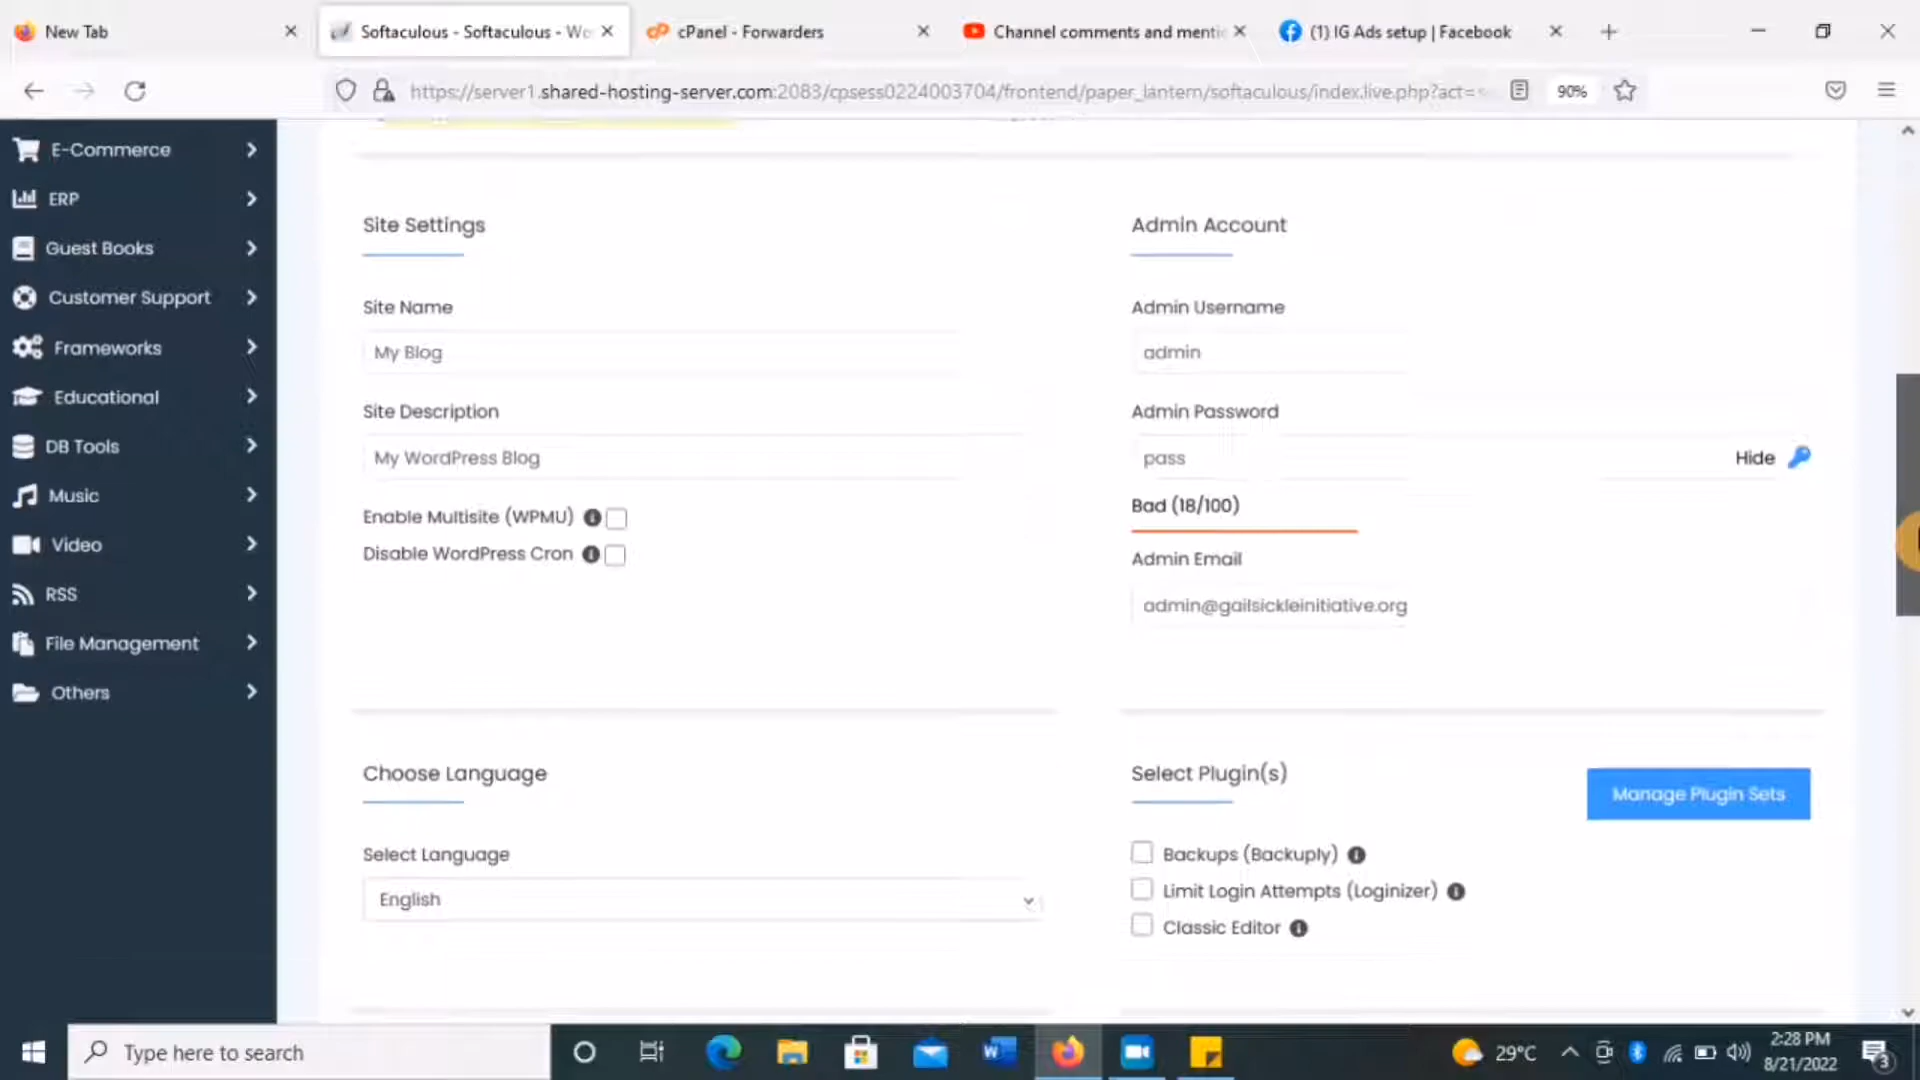 New Tab
Softaculous - Softaculous - Wo
cPanel - Forwarders
Channel comments and menti
(1) IG Ads setup | Facebook
https://server1.shared-hosting-server.com:2083/cpsess0224003704/frontend/paper_lantern/softaculous/index.live.php?act=
90%
E-Commerce
ERP
Guest Books
Customer Support
Frameworks
Educational
DB Tools
Music
Video
RSS
File Management
Others
Site Settings
Site Name
My Blog
Site Description
My WordPress Blog
Enable Multisite (WPMU)
Disable WordPress Cron
Admin Account
Admin Username
admin
Admin Password
pass
Hide
Bad (18/100)
Admin Email
admin@gailsickleinitiative.org
Choose Language
Select Language
English
Select Plugin(s)
Manage Plugin Sets
Backups (Backuply)
Limit Login Attempts (Loginizer)
Classic Editor
Type here to search
29°C
2:28 PM
8/21/2022
3